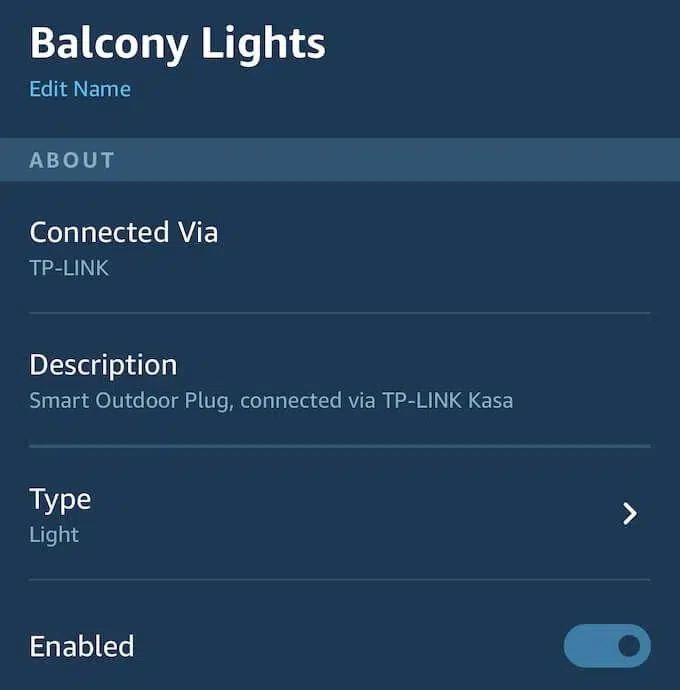 Balcony Lights
Edit Name
ABOUT
Connected Via
TP-LINK
Description
Smart Outdoor Plug, connected via TP-LINK Kasa
Type
Light
Enabled